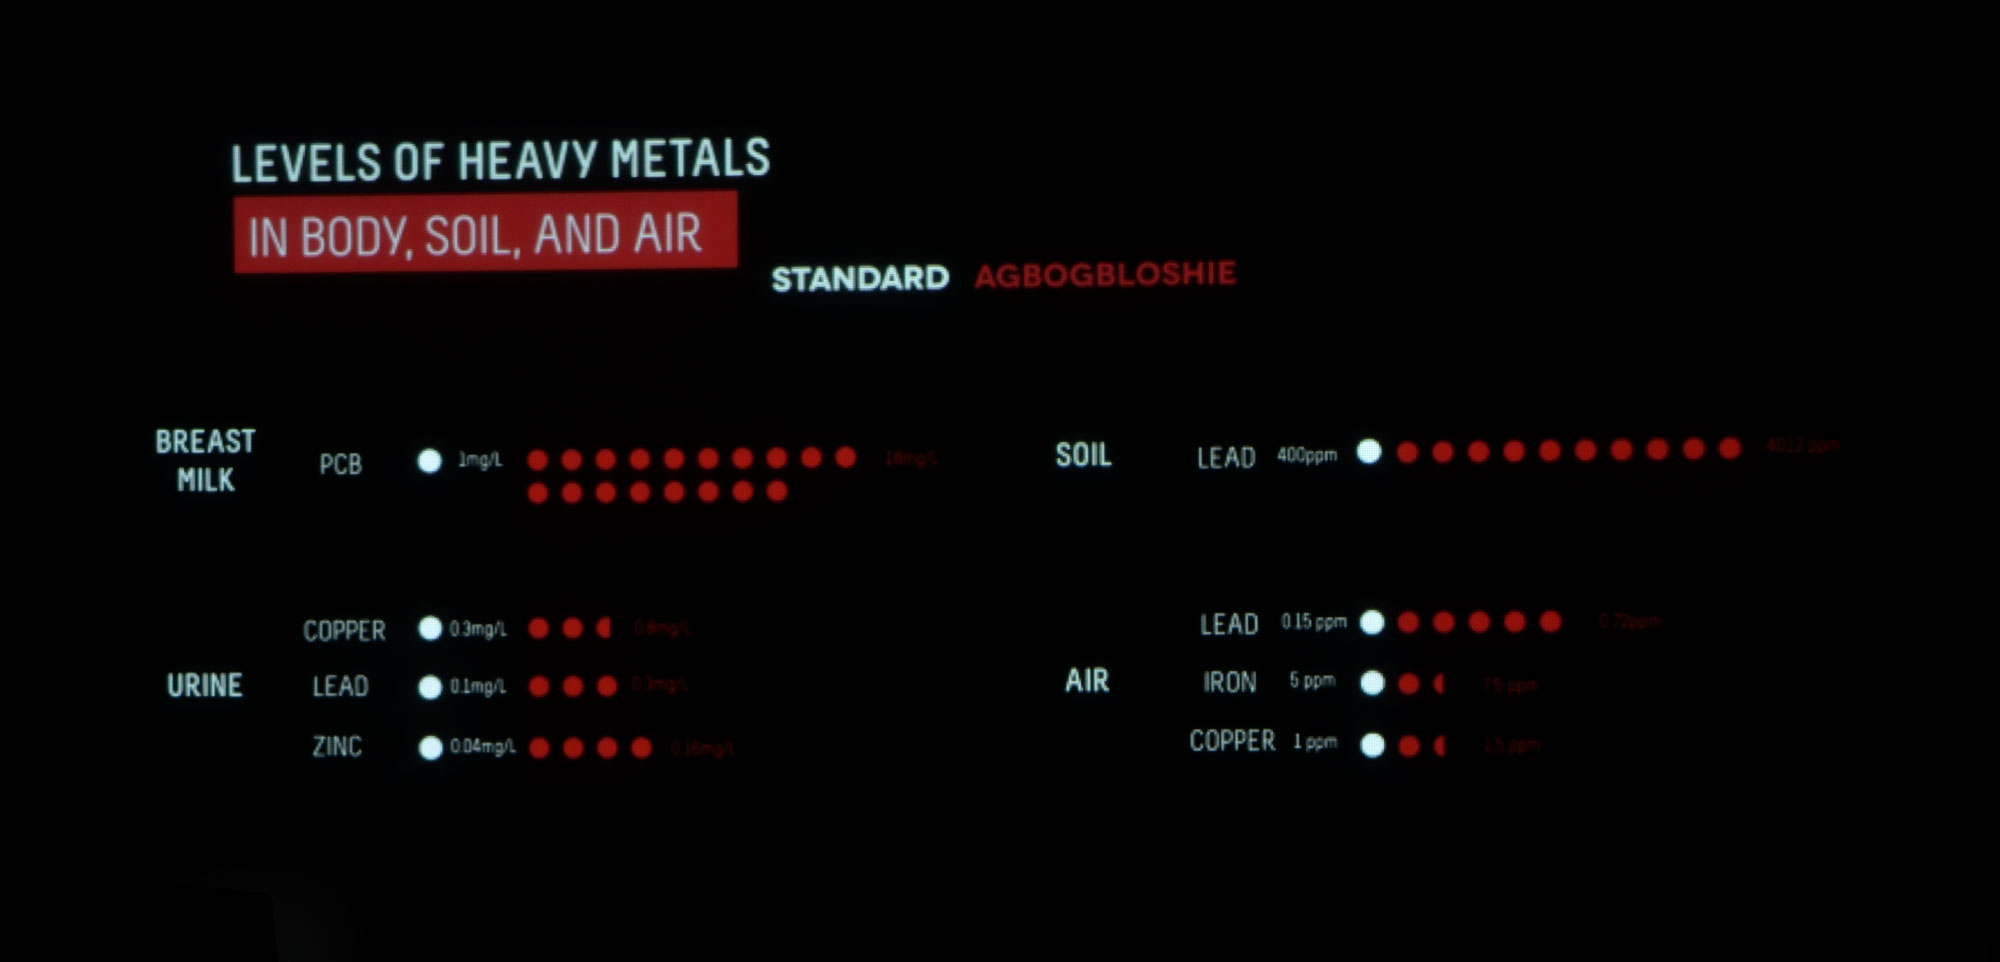 LEVELS OF HEAVY METALS
IN BODY, SOIL, AND AIR
STANDARD AGBOGBLOSHIE
BREAST
MILK
PCB 1mg/L 18mg/L
URINE
COPPER 0.3mg/L 0.8mg/L
LEAD 0.1mg/L 0.3mg/L
ZINC 0.04mg/L 0.16mg/L
SOIL
LEAD 400ppm
AIR
LEAD 0.15 ppm 0.72ppm
IRON 5 ppm 7.5 ppm
COPPER 1 ppm 1.5 ppm